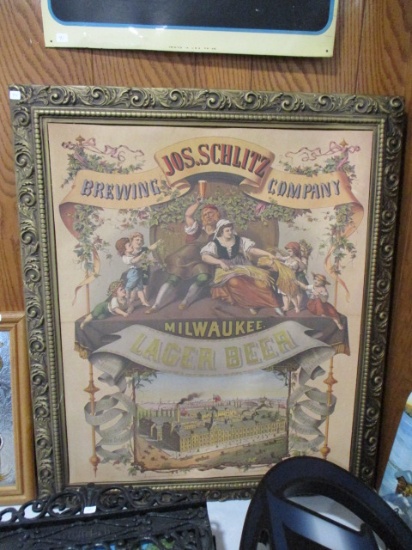 JOS. SCHLITZ
BREWING COMPANY
MILWAUKEE
LAGER BEER